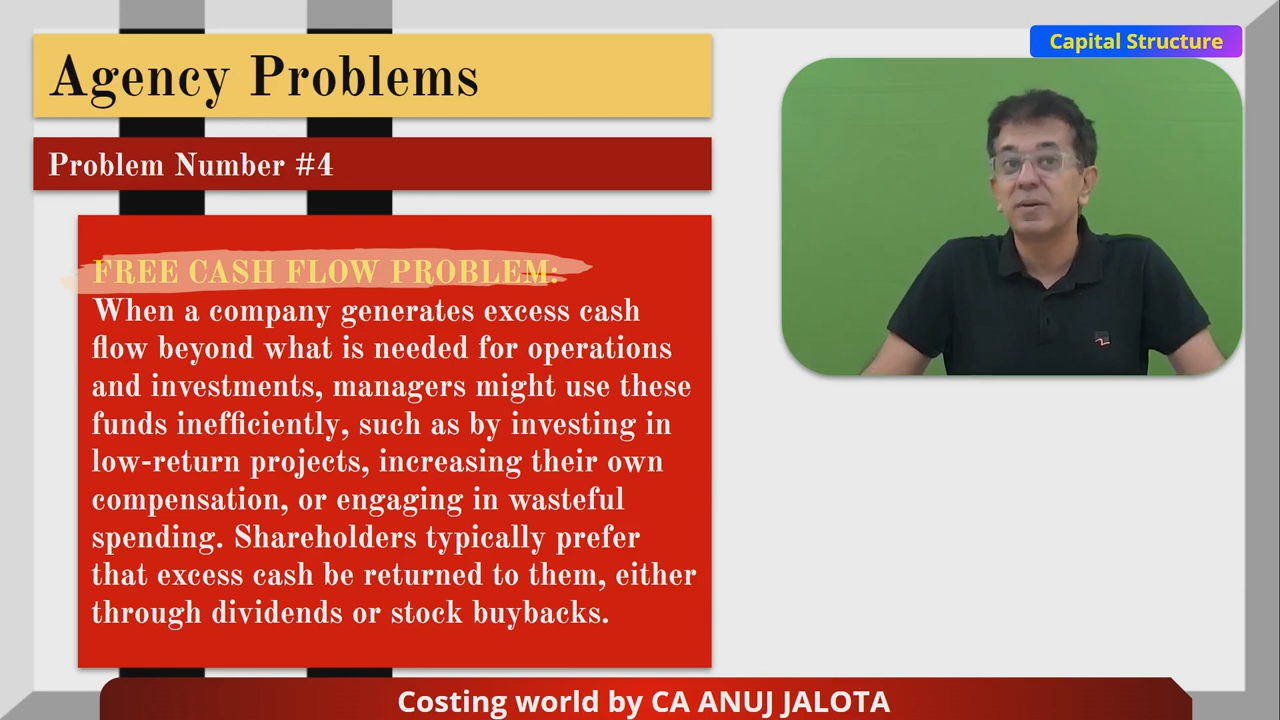 Agency Problems
Capital Structure
Problem Number #4
FREE CASH FLOW PROBLEM:
When a company generates excess cash
flow beyond what is needed for operations
and investments, managers might use these
funds inefficiently, such as by investing in
low-return projects, increasing their own
compensation, or engaging in wasteful
spending. Shareholders typically prefer
that excess cash be returned to them, either
through dividends or stock buybacks.
Costing world by CA ANUJ JALOTA